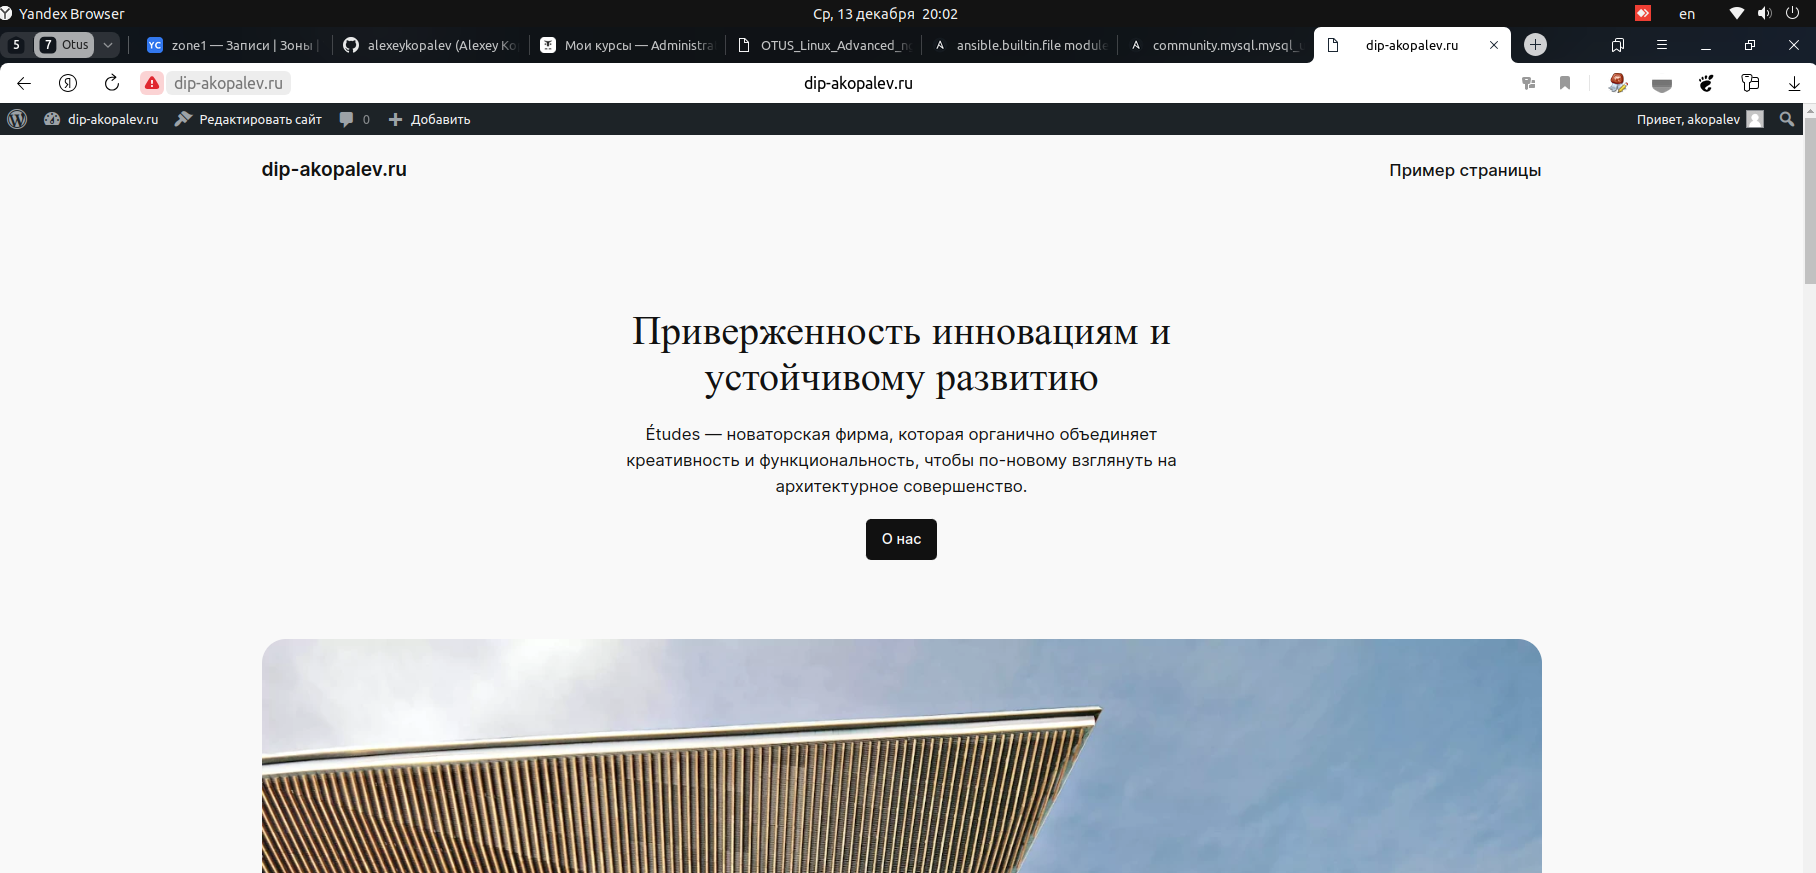 Yandex Browser
Ср, 13 декабря 20:02
en
5
7 Otus
YC zone1 — Записи | Зоны |
alexeykopalev (Alexey Ko
Мои курсы — Administra
OTUS_Linux_Advanced_n
A ansible.builtin.file module
A community.mysql.mysql_u
dip-akopalev.ru
Я
dip-akopalev.ru
dip-akopalev.ru
dip-akopalev.ru
Редактировать сайт
0
Добавить
Привет, akopalev
dip-akopalev.ru
Пример страницы
Приверженность инновациям и
устойчивому развитию
Études — новаторская фирма, которая органично объединяет
креативность и функциональность, чтобы по-новому взглянуть на
архитектурное совершенство.
О нас